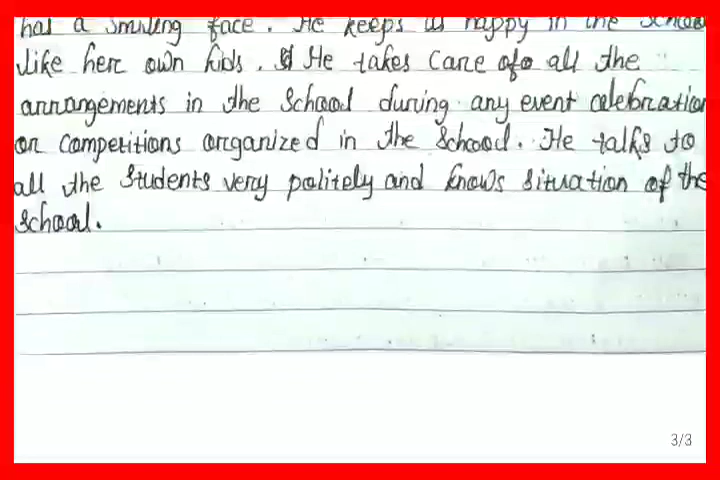 has a smiling face. He keeps us happy in the school
like her own kids. He takes care of all the
arrangements in the school during any event celebration
or competitions organized in the school. He talks to
all the students very politely and knows situation of the
school.
3/3